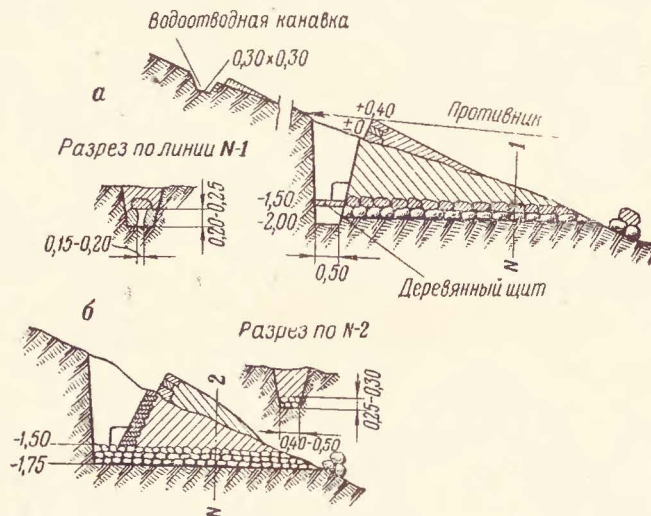 Водоотводная канавка
0,30×0,30
а
+0,40
±0
Противник
1
Разрез по линии N-1
0,20-0,25
0,15-0,20
-1,50
-2,00
0,50
N
Деревянный щит
б
Разрез по N-2
2
0,25-0,30
0,40-0,50
-1,50
-1,75
N